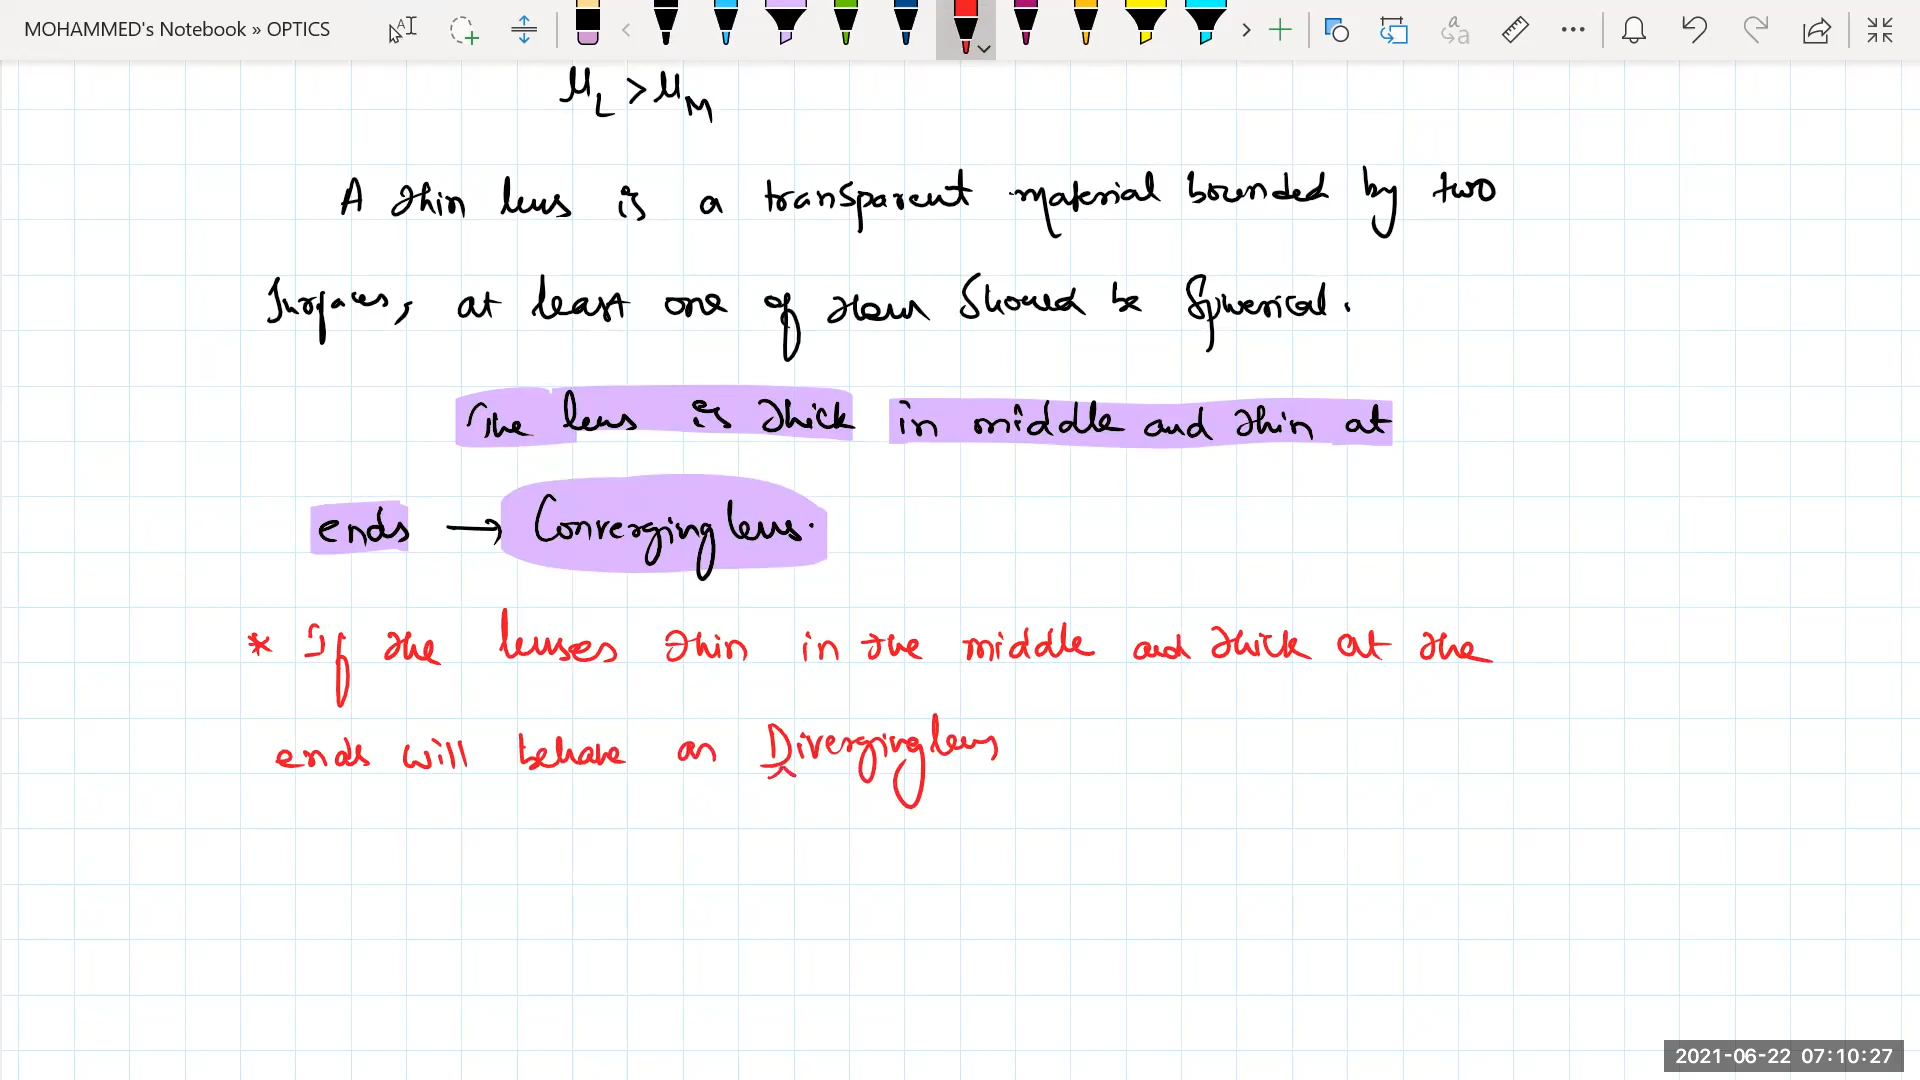 MOHAMMED's Notebook » OPTICS
μL > μM
A thin lens is a transparent material bounded by two
surfaces, at least one of them should be spherical.
The lens is thick in middle and thin at
ends → Converging lens.
* If the lenses thin in the middle and thick at the
ends will behave as Diverging lens
2021-06-22 07:10:27